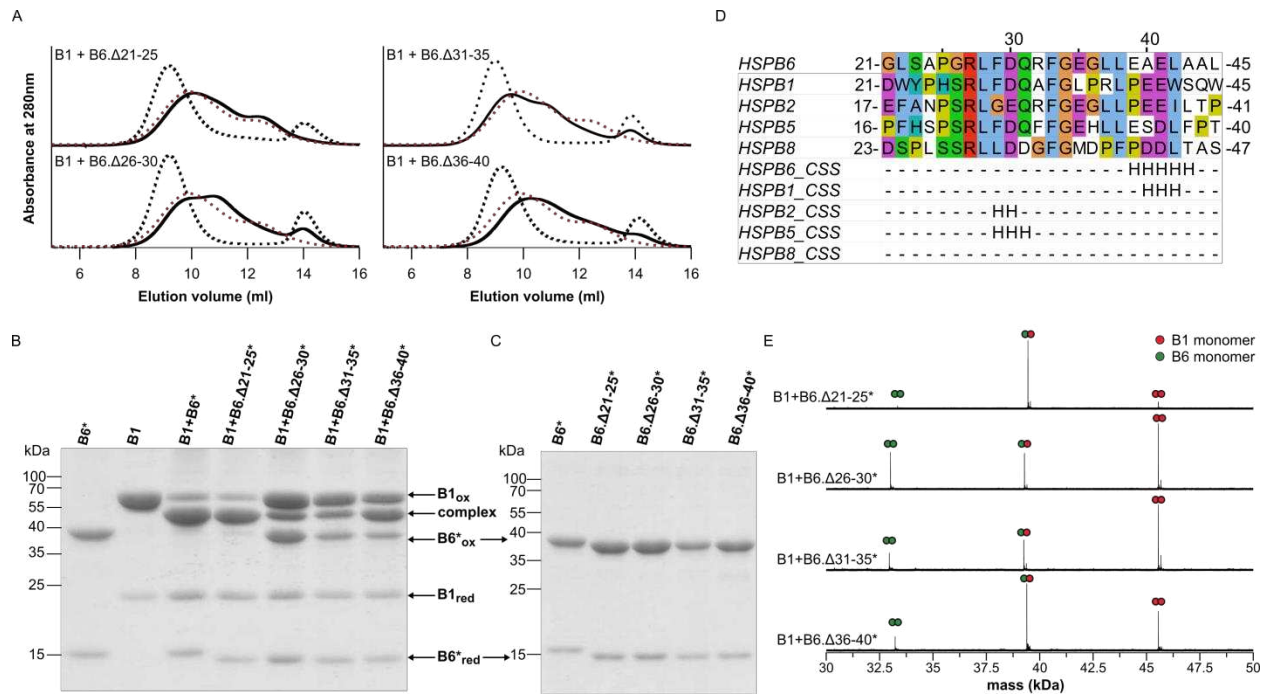 A
B1 + B6.Δ21-25
B1 + B6.Δ31-35
B1 + B6.Δ26-30
B1 + B6.Δ36-40
Absorbance at 280nm
6 8 10 12 14 16
6 8 10 12 14 16
Elution volume (ml)
Elution volume (ml)
D
30 40
HSPB6 21- GLSAPGRLFDQRFGEGLLEAELAAL -45
HSPB1 21- DWYPHSRLFDQAFGLPRLPEEWSQW -45
HSPB2 17- EFANPSRLGEQRFGEGLLPEEILTP -41
HSPB5 16- PFHSPSRLFDQFFGEHLLESDLFPT -40
HSPB8 23- DSPLSSRLLDDGFGMDPFPDDLTAS -47
HSPB6_CSS - - - - - - - - - - - - - - - - - - HHHHH - -
HSPB1_CSS - - - - - - - - - - - - - - - - - - - HHH - - -
HSPB2_CSS - - - - - - - - HH - - - - - - - - - - - - - - -
HSPB5_CSS - - - - - - - - HHH - - - - - - - - - - - - - -
HSPB8_CSS - - - - - - - - - - - - - - - - - - - - - - - - -
B
B6*
B1
B1+B6*
B1+B6.Δ21-25*
B1+B6.Δ26-30*
B1+B6.Δ31-35*
B1+B6.Δ36-40*
kDa
100
70
55
40
35
25
15
B1ox
complex
B6*ox
B1red
B6*red
C
B6*
B6.Δ21-25*
B6.Δ26-30*
B6.Δ31-35*
B6.Δ36-40*
kDa
100
70
55
40
35
25
15
E
B1 monomer
B6 monomer
B1+B6.Δ21-25*
B1+B6.Δ26-30*
B1+B6.Δ31-35*
B1+B6.Δ36-40*
30 32.5 35 37.5 40 42.5 45 47.5 50
mass (kDa)